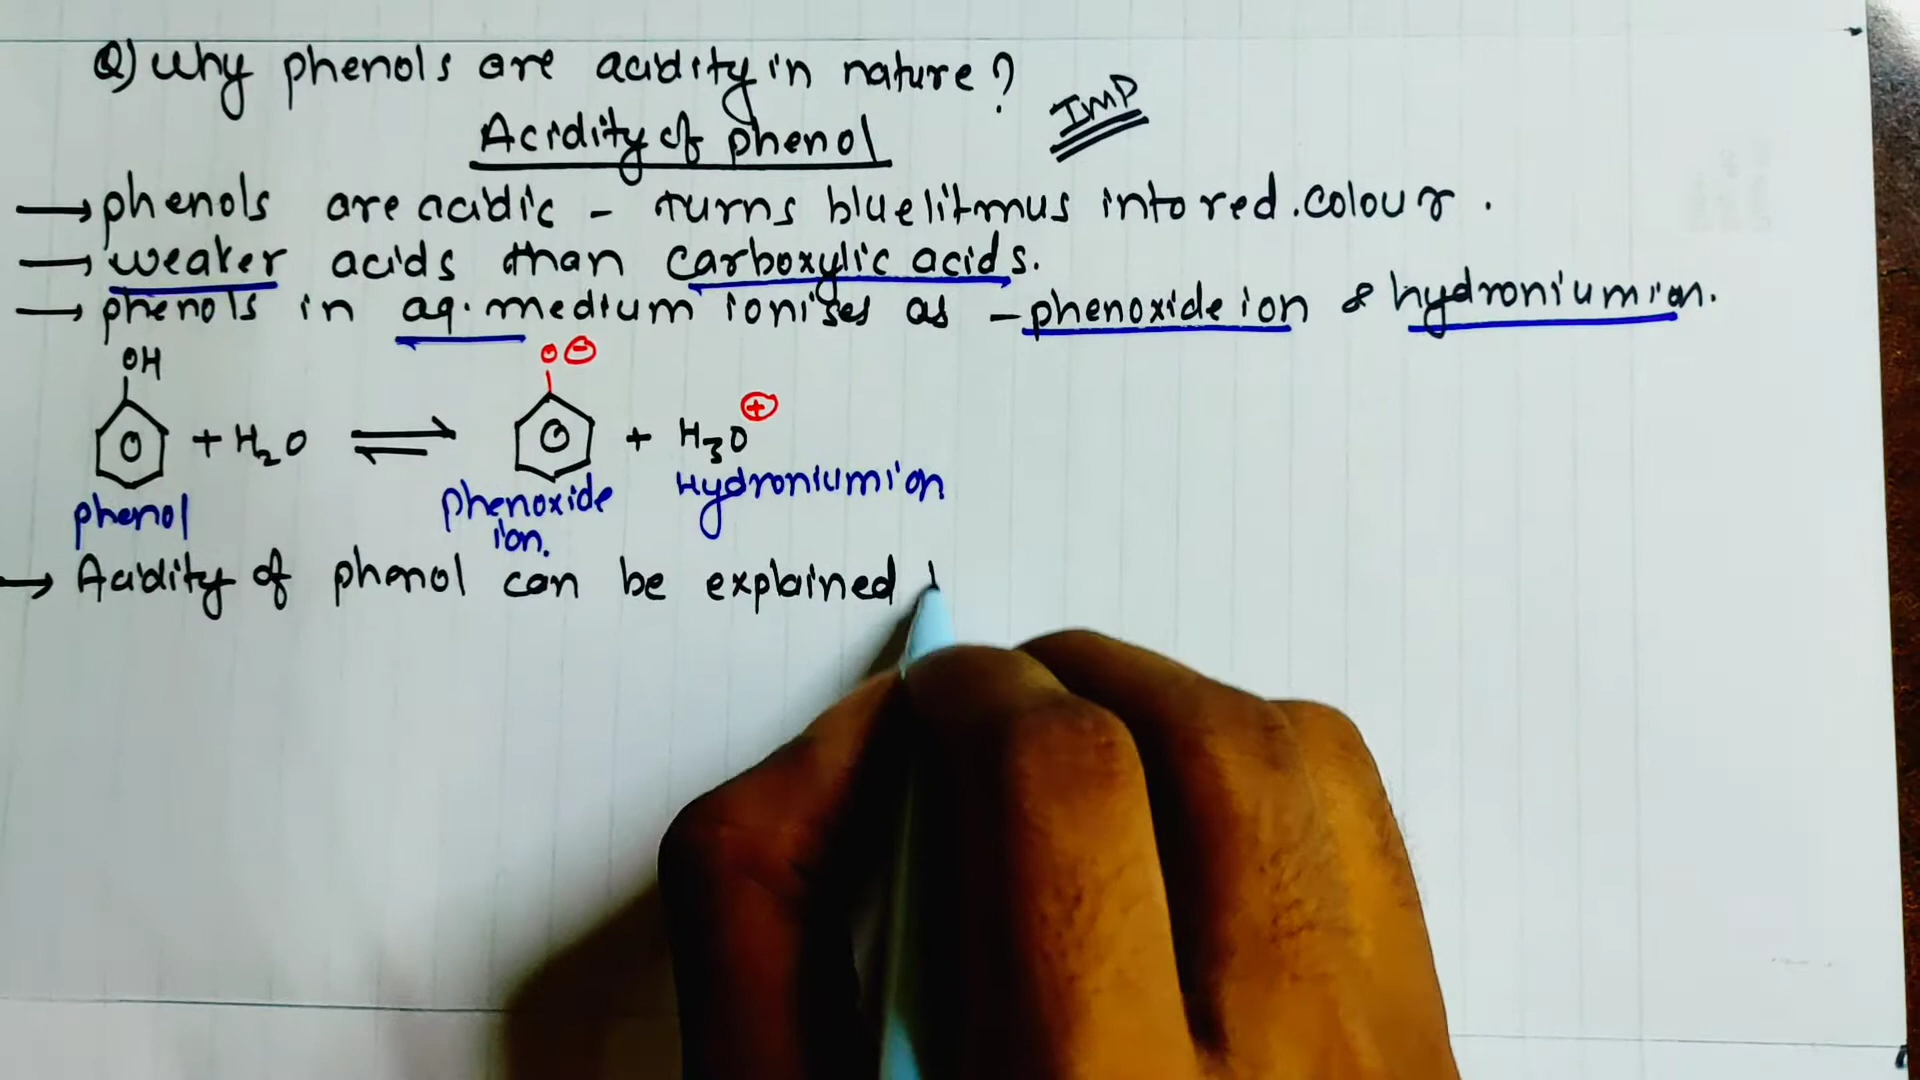 Q) Why phenols are acidity in nature?
IMP
Acidity of phenol
→ phenols are acidic - turns blue litmus into red.colour.
→ weaker acids than carboxylic acids.
→ phenols in aq. medium ionises as - phenoxide ion & hydronium ion.
OH
O⊖
+ H2O ⇌ + H3O⊕
phenol
phenoxide ion.
Hydronium ion
→ Acidity of phenol can be explained